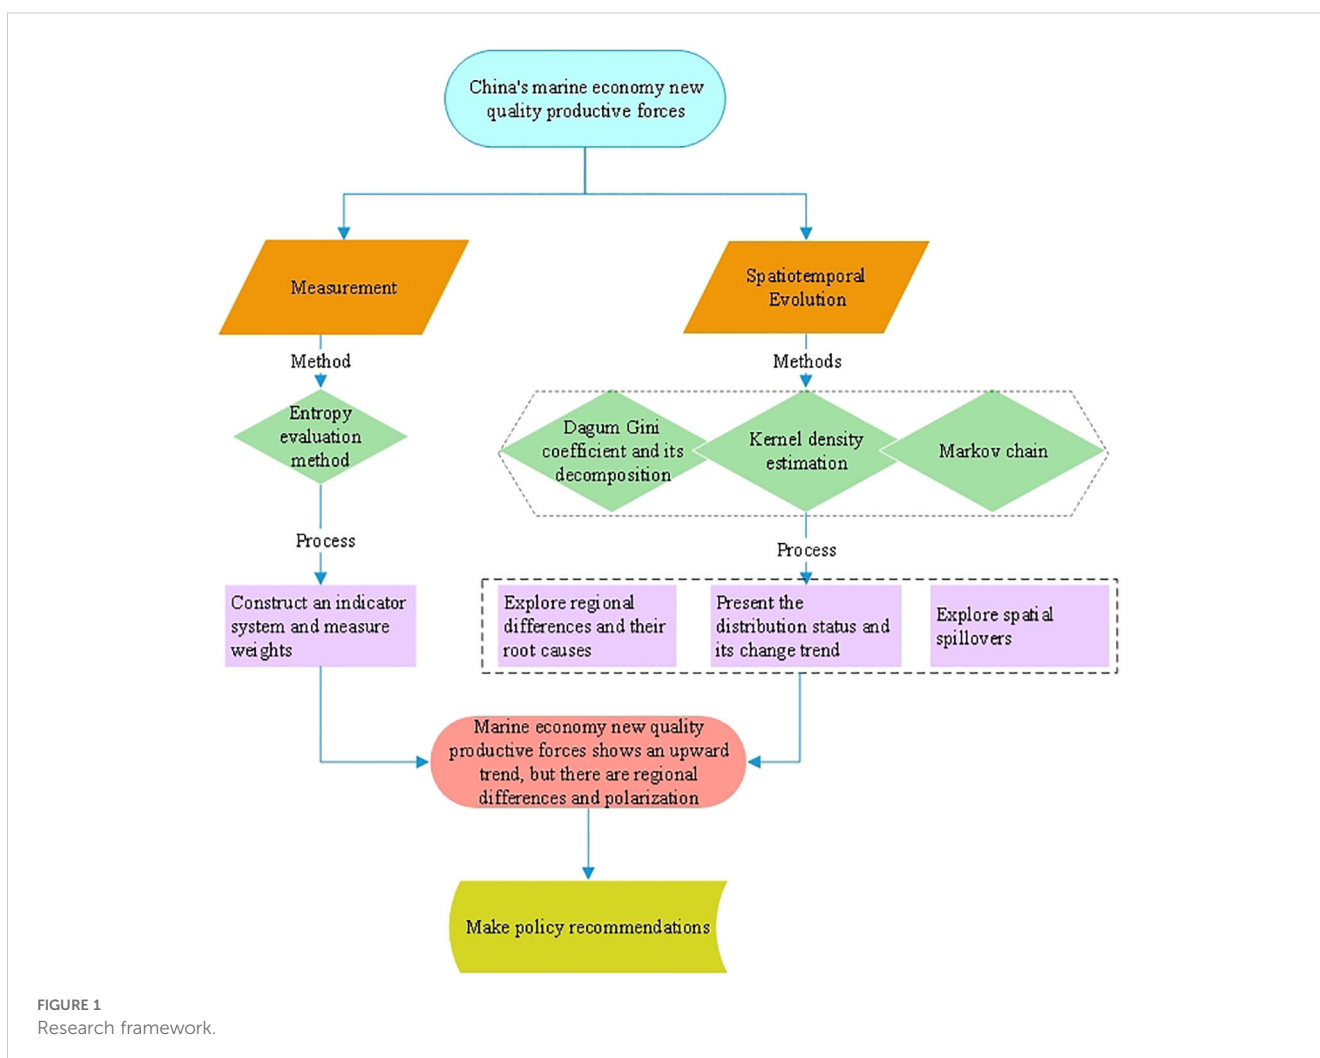 China's marine economy new
quality productive forces
Measurement
Spatiotemporal
Evolution
Method
Methods
Entropy
evaluation
method
Dagum Gini
coefficient and its
decomposition
Kernel density
estimation
Markov chain
Process
Process
Construct an indicator
system and measure
weights
Explore regional
differences and their
root causes
Present the
distribution status and
its change trend
Explore spatial
spillovers
Marine economy new quality
productive forces shows an upward
trend, but there are regional
differences and polarization
Make policy recommendations
FIGURE 1
Research framework.